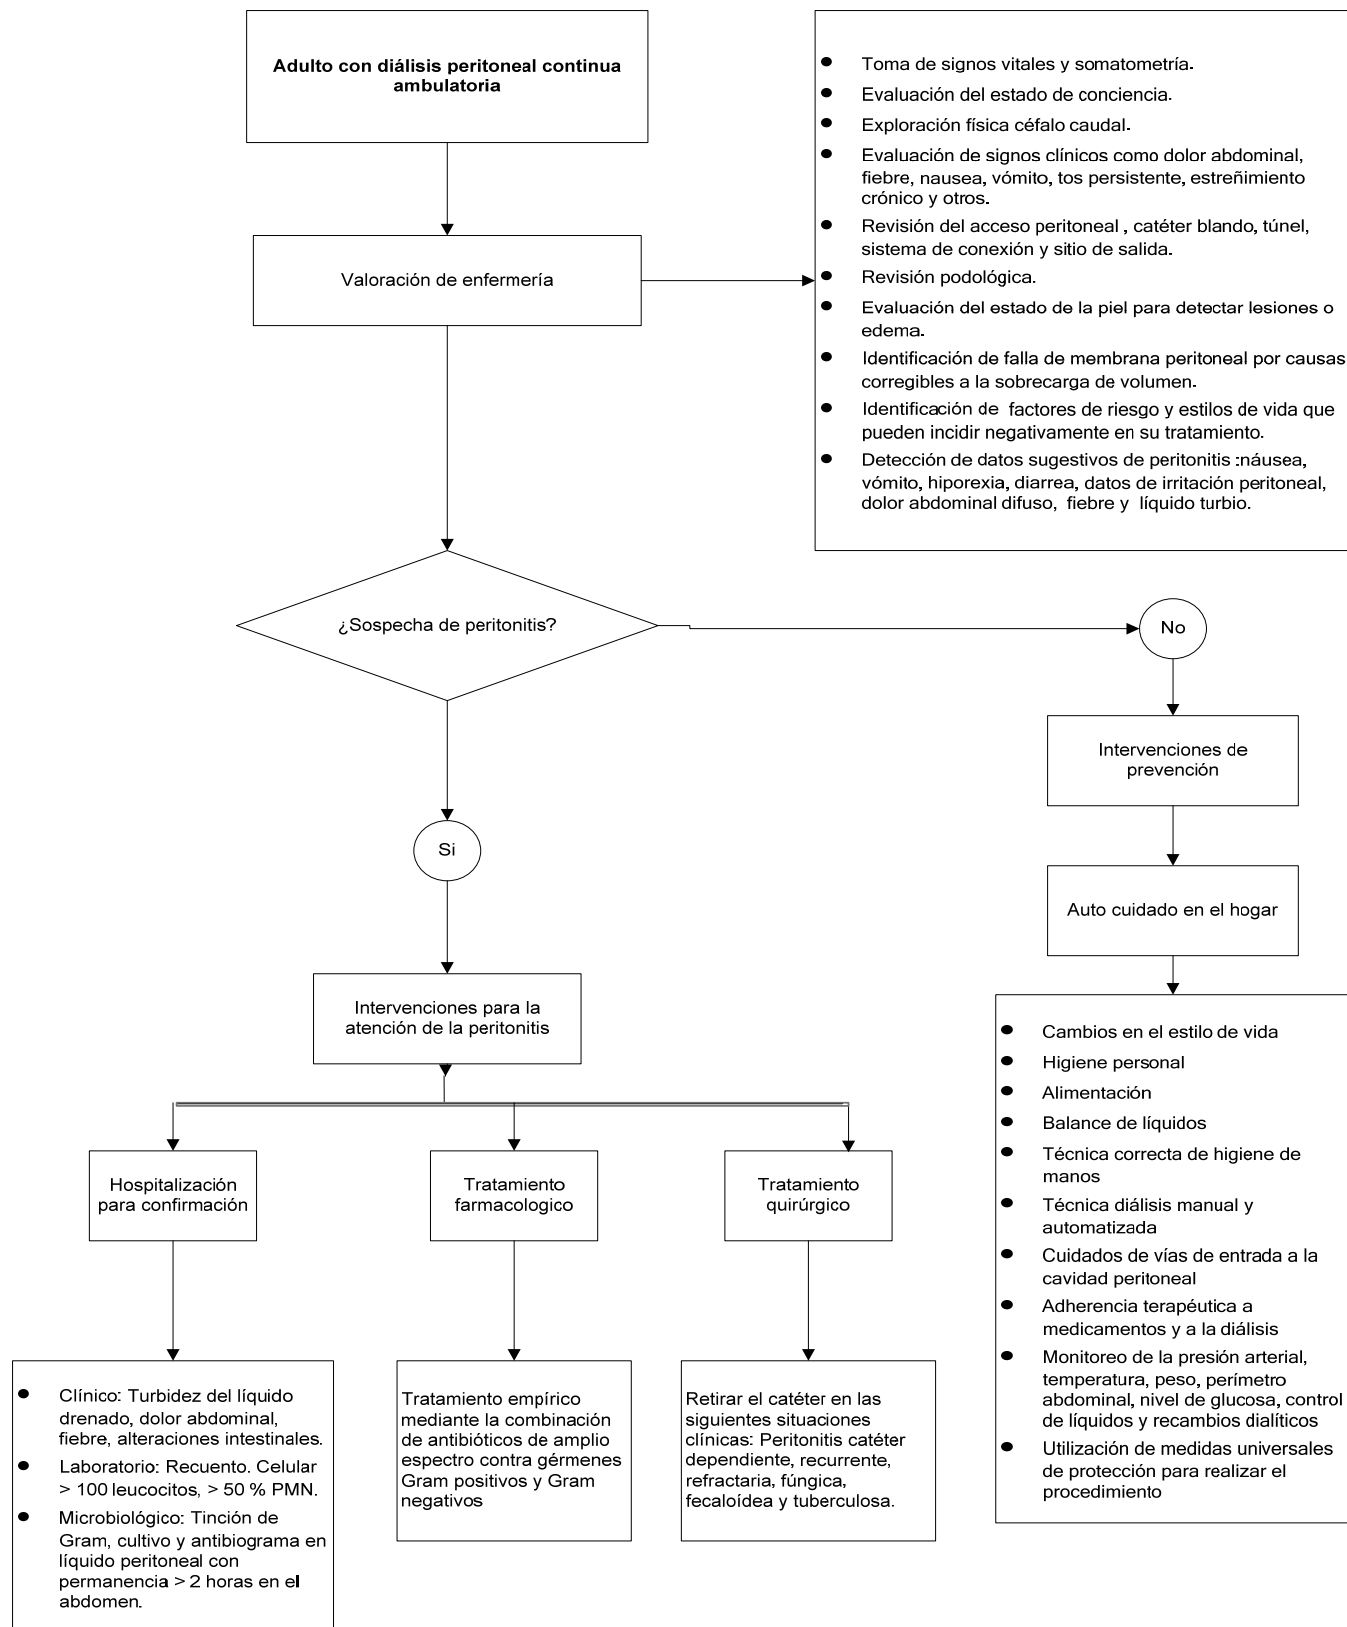 Adulto con diálisis peritoneal continua
ambulatoria
Valoración de enfermería
● Toma de signos vitales y somatometría.
● Evaluación del estado de conciencia.
● Exploración física céfalo caudal.
● Evaluación de signos clínicos como dolor abdominal,
fiebre, nausea, vómito, tos persistente, estreñimiento
crónico y otros.
● Revisión del acceso peritoneal , catéter blando, túnel,
sistema de conexión y sitio de salida.
● Revisión podológica.
● Evaluación del estado de la piel para detectar lesiones o
edema.
● Identificación de falla de membrana peritoneal por causas
corregibles a la sobrecarga de volumen.
● Identificación de factores de riesgo y estilos de vida que
pueden incidir negativamente en su tratamiento.
● Detección de datos sugestivos de peritonitis :náusea,
vómito, hiporexia, diarrea, datos de irritación peritoneal,
dolor abdominal difuso, fiebre y líquido turbio.
¿Sospecha de peritonitis?
No
Intervenciones de
prevención
Auto cuidado en el hogar
● Cambios en el estilo de vida
● Higiene personal
● Alimentación
● Balance de líquidos
● Técnica correcta de higiene de
manos
● Técnica diálisis manual y
automatizada
● Cuidados de vías de entrada a la
cavidad peritoneal
● Adherencia terapéutica a
medicamentos y a la diálisis
● Monitoreo de la presión arterial,
temperatura, peso, perímetro
abdominal, nivel de glucosa, control
de líquidos y recambios dialíticos
● Utilización de medidas universales
de protección para realizar el
procedimiento
Si
Intervenciones para la
atención de la peritonitis
Hospitalización
para confirmación
Tratamiento
farmacologico
Tratamiento
quirúrgico
● Clínico: Turbidez del líquido
drenado, dolor abdominal,
fiebre, alteraciones intestinales.
● Laboratorio: Recuento. Celular
> 100 leucocitos, > 50 % PMN.
● Microbiológico: Tinción de
Gram, cultivo y antibiograma en
líquido peritoneal con
permanencia > 2 horas en el
abdomen.
Tratamiento empírico
mediante la combinación
de antibióticos de amplio
espectro contra gérmenes
Gram positivos y Gram
negativos
Retirar el catéter en las
siguientes situaciones
clínicas: Peritonitis catéter
dependiente, recurrente,
refractaria, fúngica,
fecaloídea y tuberculosa.